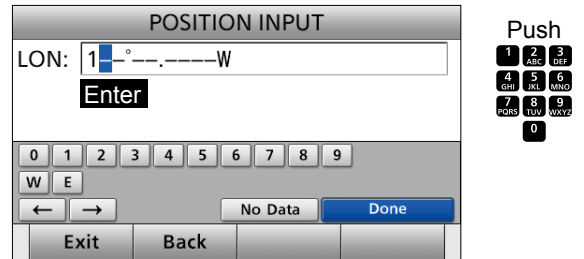 POSITION INPUT
LON: 1--°--.----W
Enter
0 1 2 3 4 5 6 7 8 9
W E
← → No Data Done
Exit Back
Push
1 2 ABC 3 DEF
4 GHI 5 JKL 6 MNO
7 PQRS 8 TUV 9 WXYZ
0